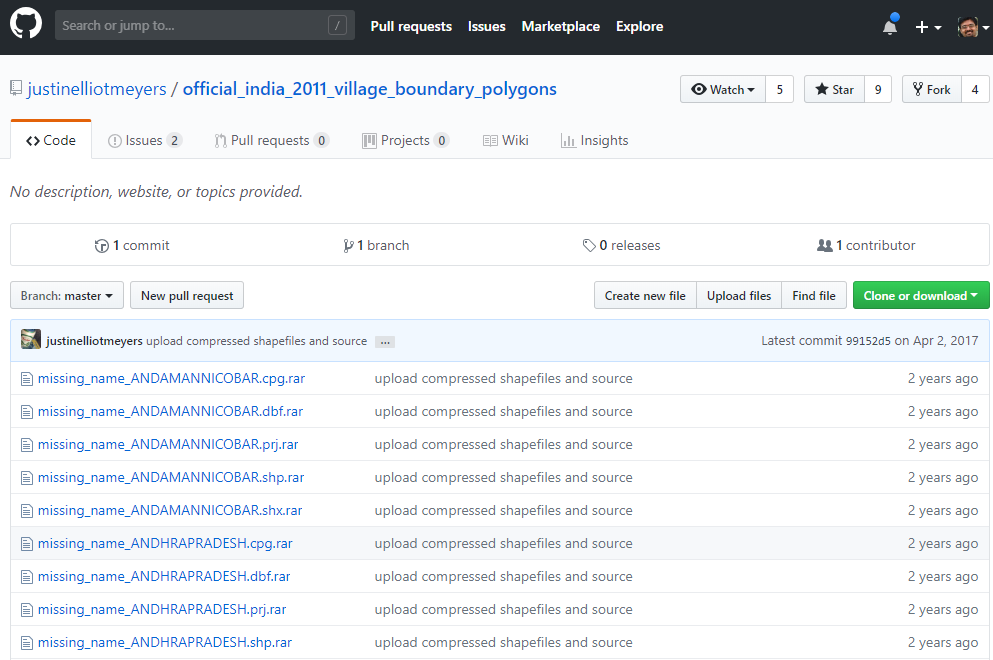 Search or jump to... /
Pull requests Issues Marketplace Explore
justinelliotmeyers / official_india_2011_village_boundary_polygons
Watch 5 Star 9 Fork 4
Code Issues 2 Pull requests 0 Projects 0 Wiki Insights
No description, website, or topics provided.
1 commit 1 branch 0 releases 1 contributor
Branch: master New pull request Create new file Upload files Find file Clone or download
justinelliotmeyers upload compressed shapefiles and source ... Latest commit 99152d5 on Apr 2, 2017
missing_name_ANDAMANNICOBAR.cpg.rar upload compressed shapefiles and source 2 years ago
missing_name_ANDAMANNICOBAR.dbf.rar upload compressed shapefiles and source 2 years ago
missing_name_ANDAMANNICOBAR.prj.rar upload compressed shapefiles and source 2 years ago
missing_name_ANDAMANNICOBAR.shp.rar upload compressed shapefiles and source 2 years ago
missing_name_ANDAMANNICOBAR.shx.rar upload compressed shapefiles and source 2 years ago
missing_name_ANDHRAPRADESH.cpg.rar upload compressed shapefiles and source 2 years ago
missing_name_ANDHRAPRADESH.dbf.rar upload compressed shapefiles and source 2 years ago
missing_name_ANDHRAPRADESH.prj.rar upload compressed shapefiles and source 2 years ago
missing_name_ANDHRAPRADESH.shp.rar upload compressed shapefiles and source 2 years ago